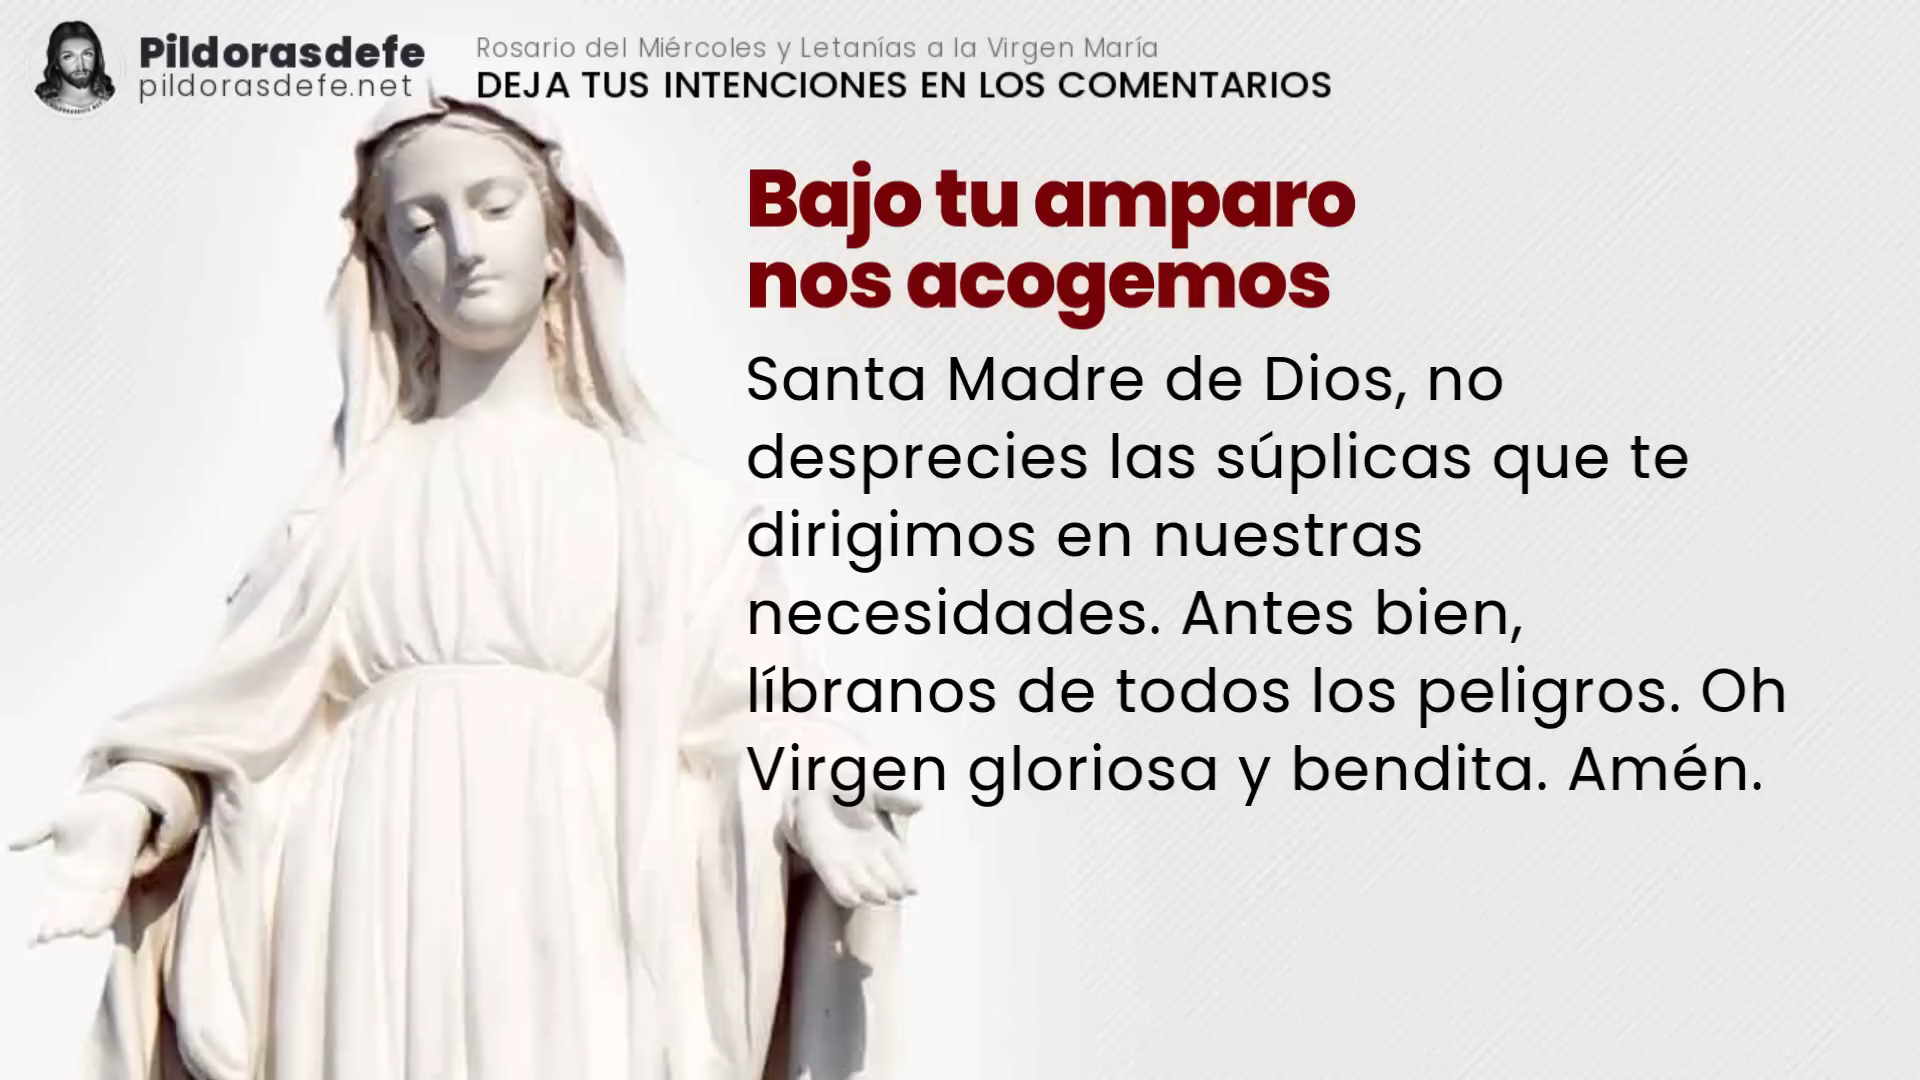 Pildorasdefe
pildorasdefe.net
Rosario del Miércoles y Letanías a la Virgen María
DEJA TUS INTENCIONES EN LOS COMENTARIOS
Bajo tu amparo
nos acogemos
Santa Madre de Dios, no
desprecies las súplicas que te
dirigimos en nuestras
necesidades. Antes bien,
líbranos de todos los peligros. Oh
Virgen gloriosa y bendita. Amén.